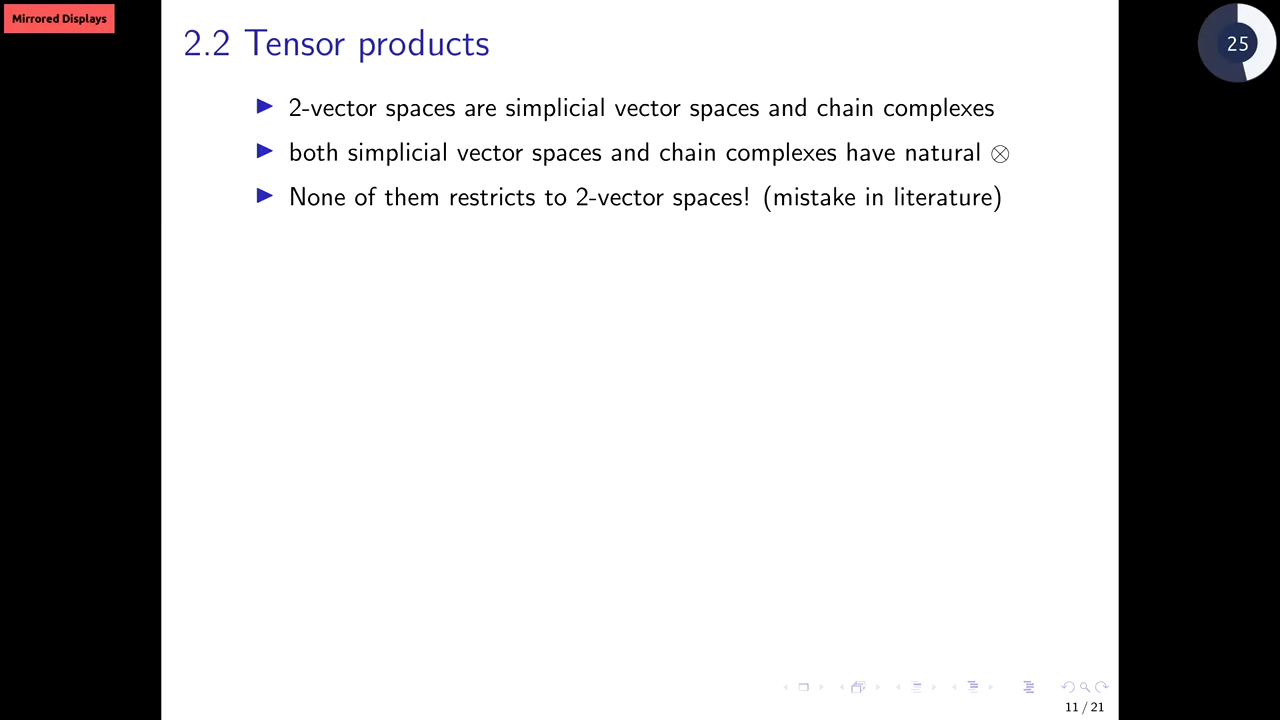 Mirrored Displays
25
2.2 Tensor products
▶ 2-vector spaces are simplicial vector spaces and chain complexes
▶ both simplicial vector spaces and chain complexes have natural ⊗
▶ None of them restricts to 2-vector spaces! (mistake in literature)
11 / 21